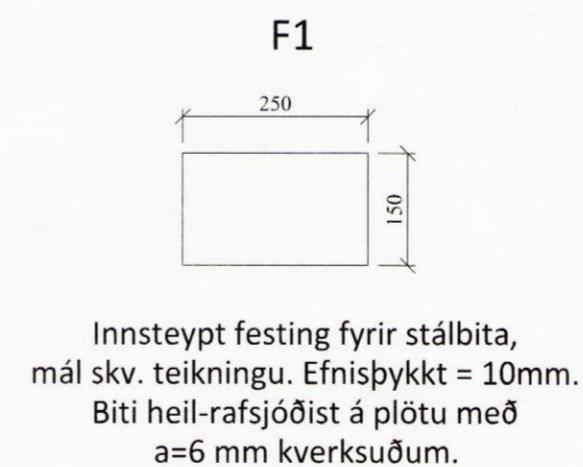 F1
250
150
Innsteypt festing fyrir stálbita,
mál skv. teikningu. Efnisþykkt = 10mm.
Biti heil-rafsjóðist á plötu með
a=6 mm kverksuðum.